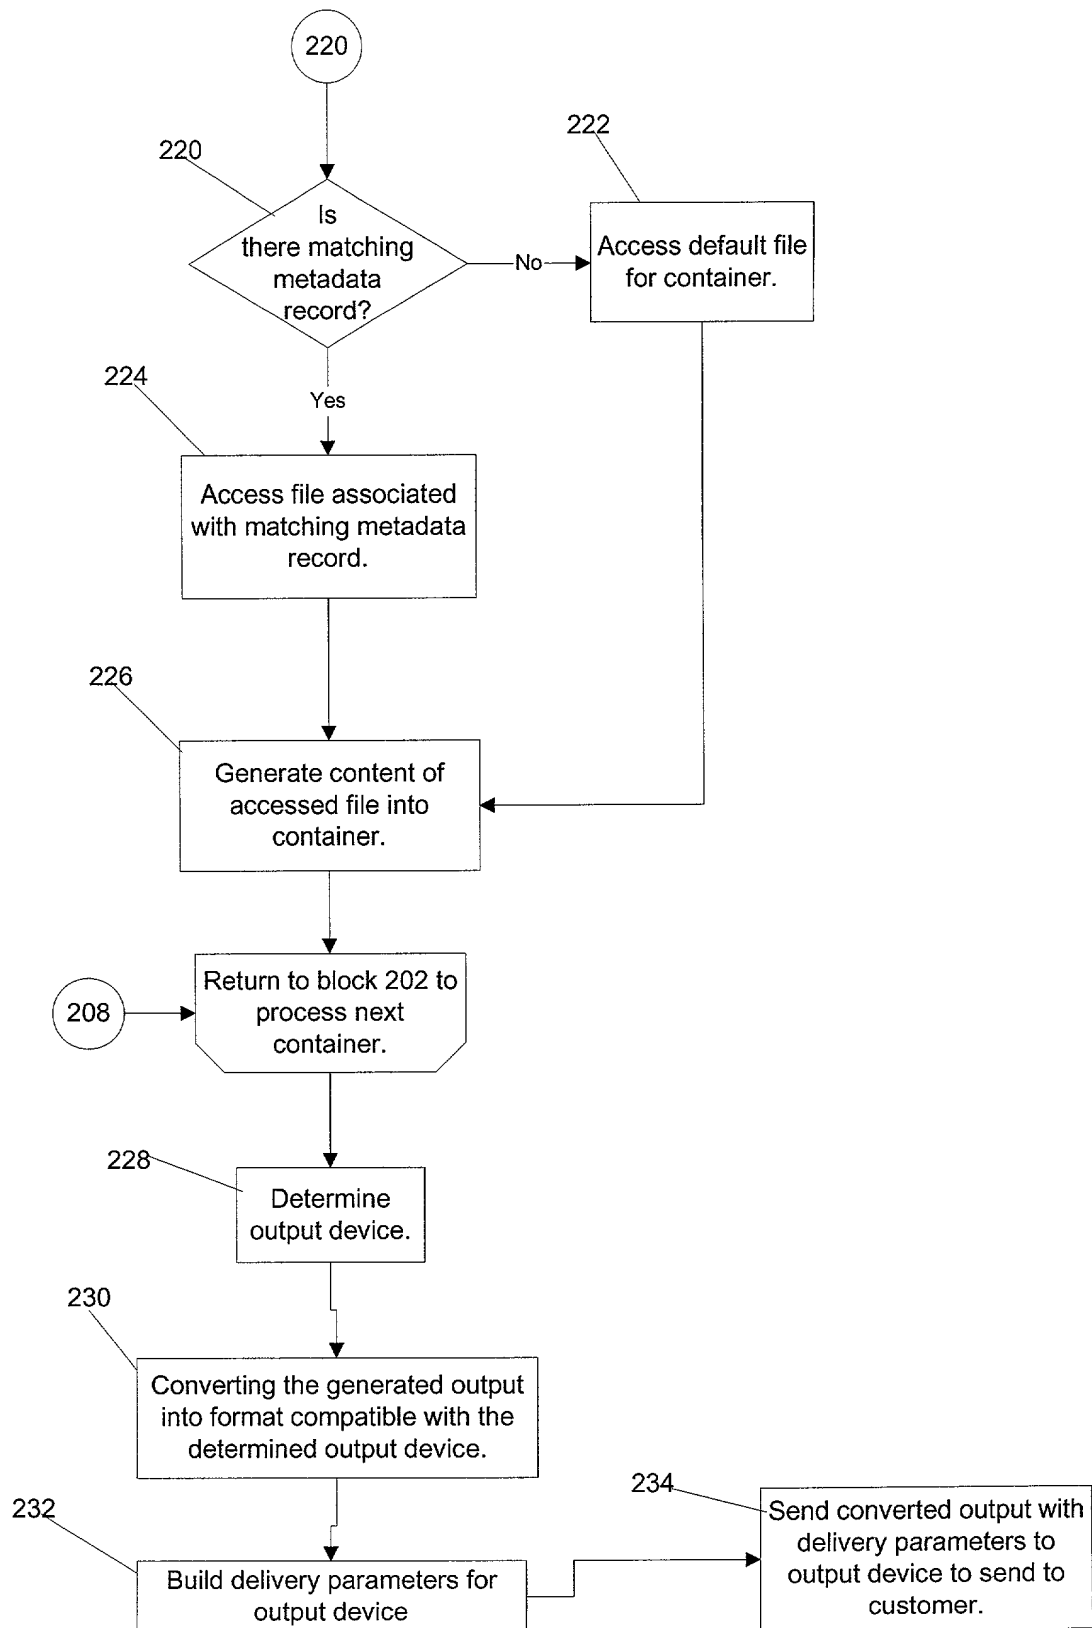 220
220
Is
there matching
metadata
record?
No
222
Access default file
for container.
Yes
224
Access file associated
with matching metadata
record.
226
Generate content of
accessed file into
container.
208
Return to block 202 to
process next
container.
228
Determine
output device.
230
Converting the generated output
into format compatible with the
determined output device.
232
Build delivery parameters for
output device
234
Send converted output with
delivery parameters to
output device to send to
customer.